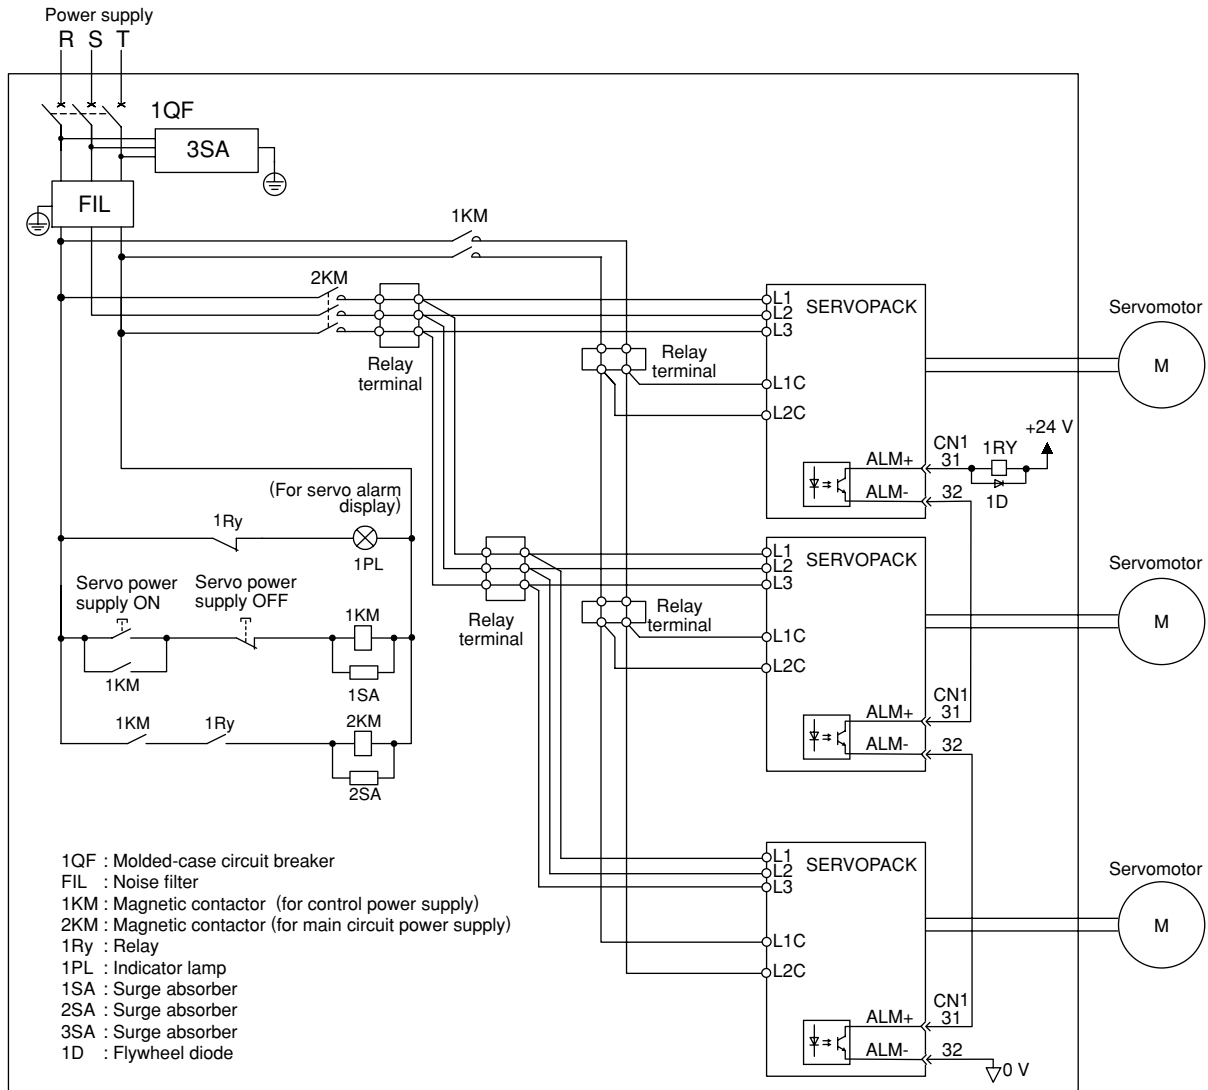 Power supply
R S T
1QF
3SA
FIL
1KM
2KM
Relay
terminal
L1
L2
L3
SERVOPACK
Servomotor
M
Relay
terminal
L1C
L2C
ALM+
ALM-
CN1
31
32
1RY
+24 V
1D
(For servo alarm
display)
1Ry
1PL
Servo power
supply ON
Servo power
supply OFF
1KM
1KM
1SA
1KM
1Ry
2KM
2SA
Relay
terminal
L1
L2
L3
SERVOPACK
Servomotor
M
Relay
terminal
L1C
L2C
ALM+
ALM-
CN1
31
32
L1
L2
L3
SERVOPACK
Servomotor
M
L1C
L2C
ALM+
ALM-
CN1
31
32
0 V
1QF : Molded-case circuit breaker
FIL : Noise filter
1KM : Magnetic contactor (for control power supply)
2KM : Magnetic contactor (for main circuit power supply)
1Ry : Relay
1PL : Indicator lamp
1SA : Surge absorber
2SA : Surge absorber
3SA : Surge absorber
1D : Flywheel diode